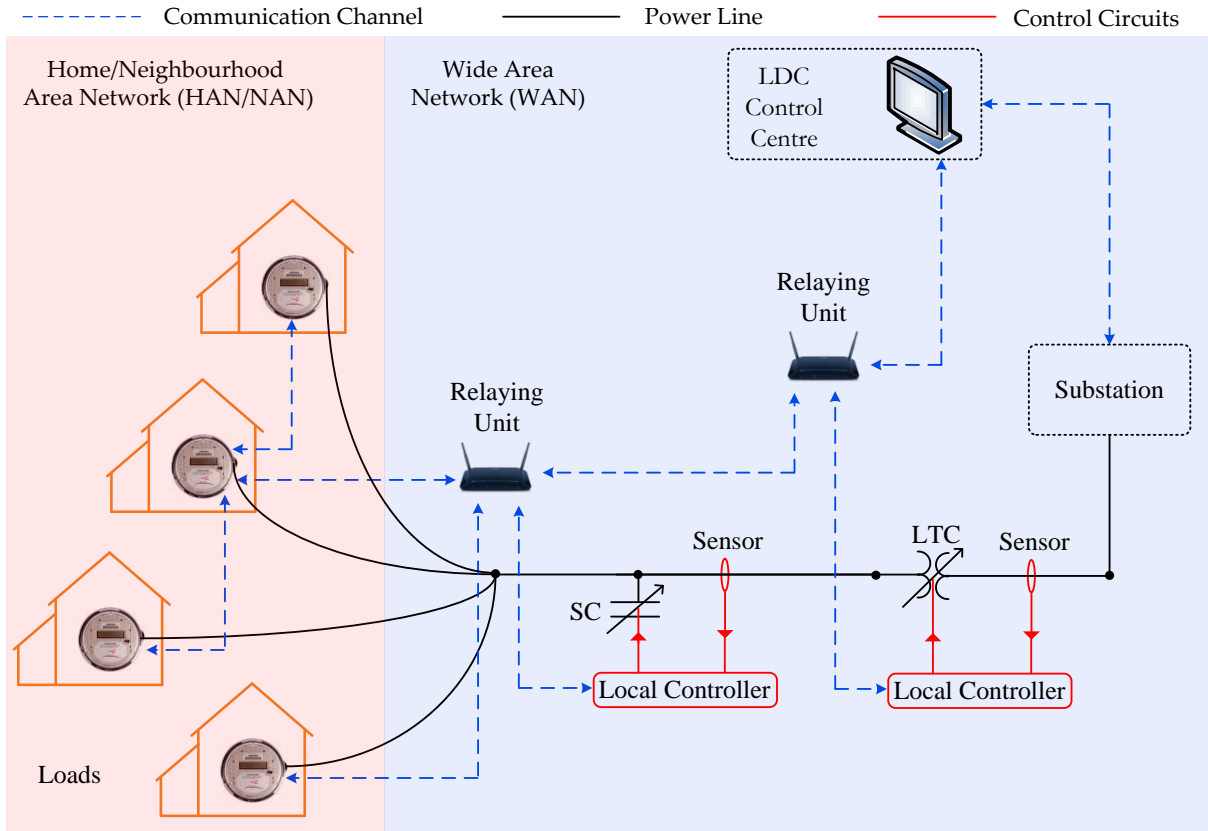 Communication Channel
Power Line
Control Circuits
Home/Neighbourhood
Area Network (HAN/NAN)
Wide Area
Network (WAN)
LDC
Control
Centre
Relaying
Unit
Substation
Relaying
Unit
Sensor
LTC
Sensor
SC
Local Controller
Local Controller
Loads